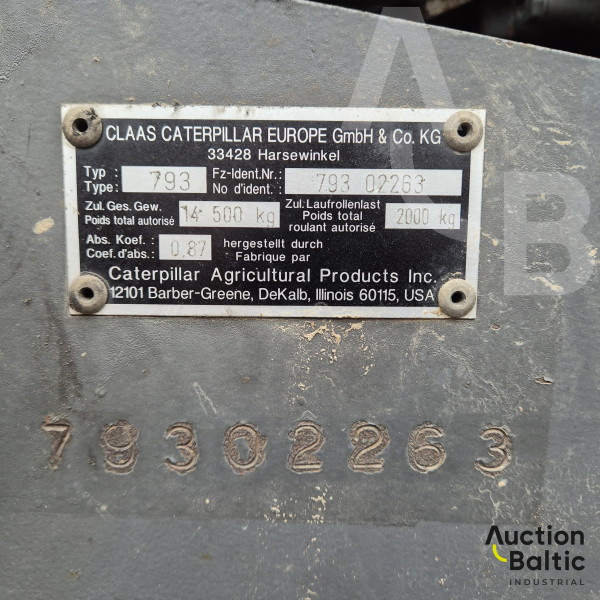 CLAAS CATERPILLAR EUROPE GmbH & Co. KG
33428 Harsewinkel
Typ :
Type:
793
Fz-Ident.Nr.:
No d'ident. :
793 02263
Zul. Ges. Gew.
Poids total autorisé
14 500 kg
Zul. Laufrollenlast
Poids total
roulant autorisé
2000 kg
Abs. Koef. :
Coef. d'abs.:
0,87
hergestellt durch
Fabrique par
Caterpillar Agricultural Products Inc.
12101 Barber-Greene, DeKalb, Illinois 60115, USA
79302263
AB
Auction
Baltic
INDUSTRIAL